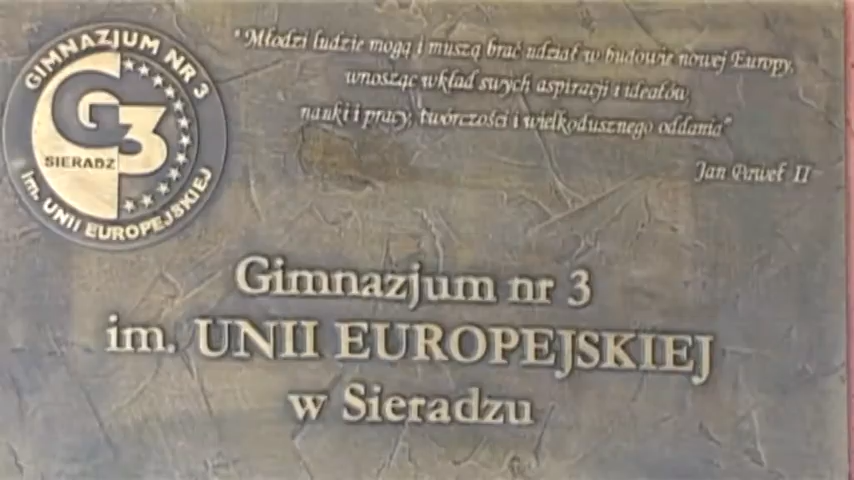 GIMNAZJUM NR 3
G3
SIERADZ
im. UNII EUROPEJSKIEJ
"Młodzi ludzie mogą i muszą brać udział w budowie nowej Europy,
wnosząc wkład swych aspiracji i ideałów,
nauki i pracy, twórczości i wielkodusznego oddania"
Jan Paweł II
Gimnazjum nr 3
im. UNII EUROPEJSKIEJ
w Sieradzu